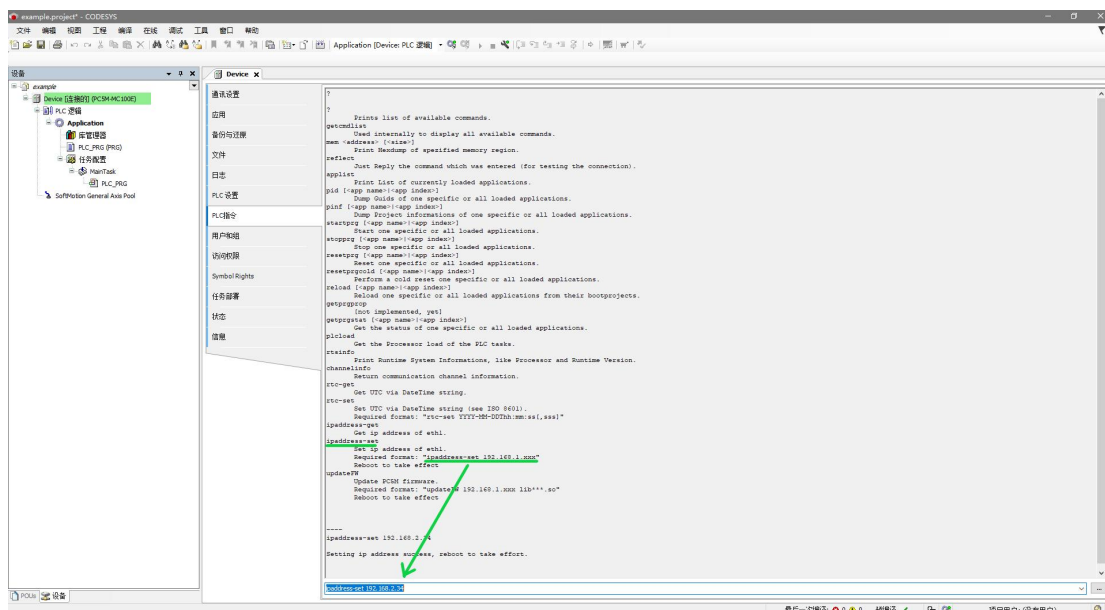 example.project* - CODESYS
文件 编辑 视图 工程 编译 在线 调试 工具 窗口 帮助
Application [Device: PLC 逻辑]
设备
example
Device [连接的] (PC5M-MC100E)
PLC 逻辑
Application
库管理器
PLC_PRG (PRG)
任务配置
MainTask
PLC_PRG
SoftMotion General Axis Pool
POUs 设备
Device
通讯设置
应用
备份与还原
文件
日志
PLC 设置
PLC指令
用户和组
访问权限
Symbol Rights
任务部署
状态
信息
?
?
Prints list of available commands.
getcmdlist
Used internally to display all available commands.
mem <address> [<size>]
Print Hexdump of spezified memory region.
reflect
Just Reply the command which was entered (for testing the connection).
applist
Print List of currently loaded applications.
pid [<app name>|<app index>]
Dump Guids of one specific or all loaded applications.
pinf [<app name>|<app index>]
Dump Project informations of one specific or all loaded applications.
startprg [<app name>|<app index>]
Start one specific or all loaded applications.
stopprg [<app name>|<app index>]
Stop one specific or all loaded applications.
resetprg [<app name>|<app index>]
Reset one specific or all loaded applications.
resetprgcold [<app name>|<app index>]
Perform a cold reset one specific or all loaded applications.
reload [<app name>|<app index>]
Reload one specific or all loaded applications from their bootprojects.
getprgprop
[not implemented, yet]
getprgstat [<app name>|<app index>]
Get the status of one specific or all loaded applications.
plcload
Get the Processor load of the PLC tasks.
rtsinfo
Print Runtime System Informations, like Processor and Runtime Version.
channelinfo
Return communication channel information.
rtc-get
Get UTC via DateTime string.
rtc-set
Set UTC via DateTime string (see ISO 8601).
Required format: "rtc-set YYYY-MM-DDThh:mm:ss[,sss]"
ipaddress-get
Get ip address of eth1.
ipaddress-set
Set ip address of eth1.
Required format: "ipaddress-set 192.168.1.xxx"
Reboot to take effect
updateFW
Update PC5M firmware.
Required format: "updateFW 192.168.1.xxx lib***.so"
Reboot to take effect
----
ipaddress-set 192.168.2.34
Setting ip address success, reboot to take effort.
ipaddress-set 192.168.2.34